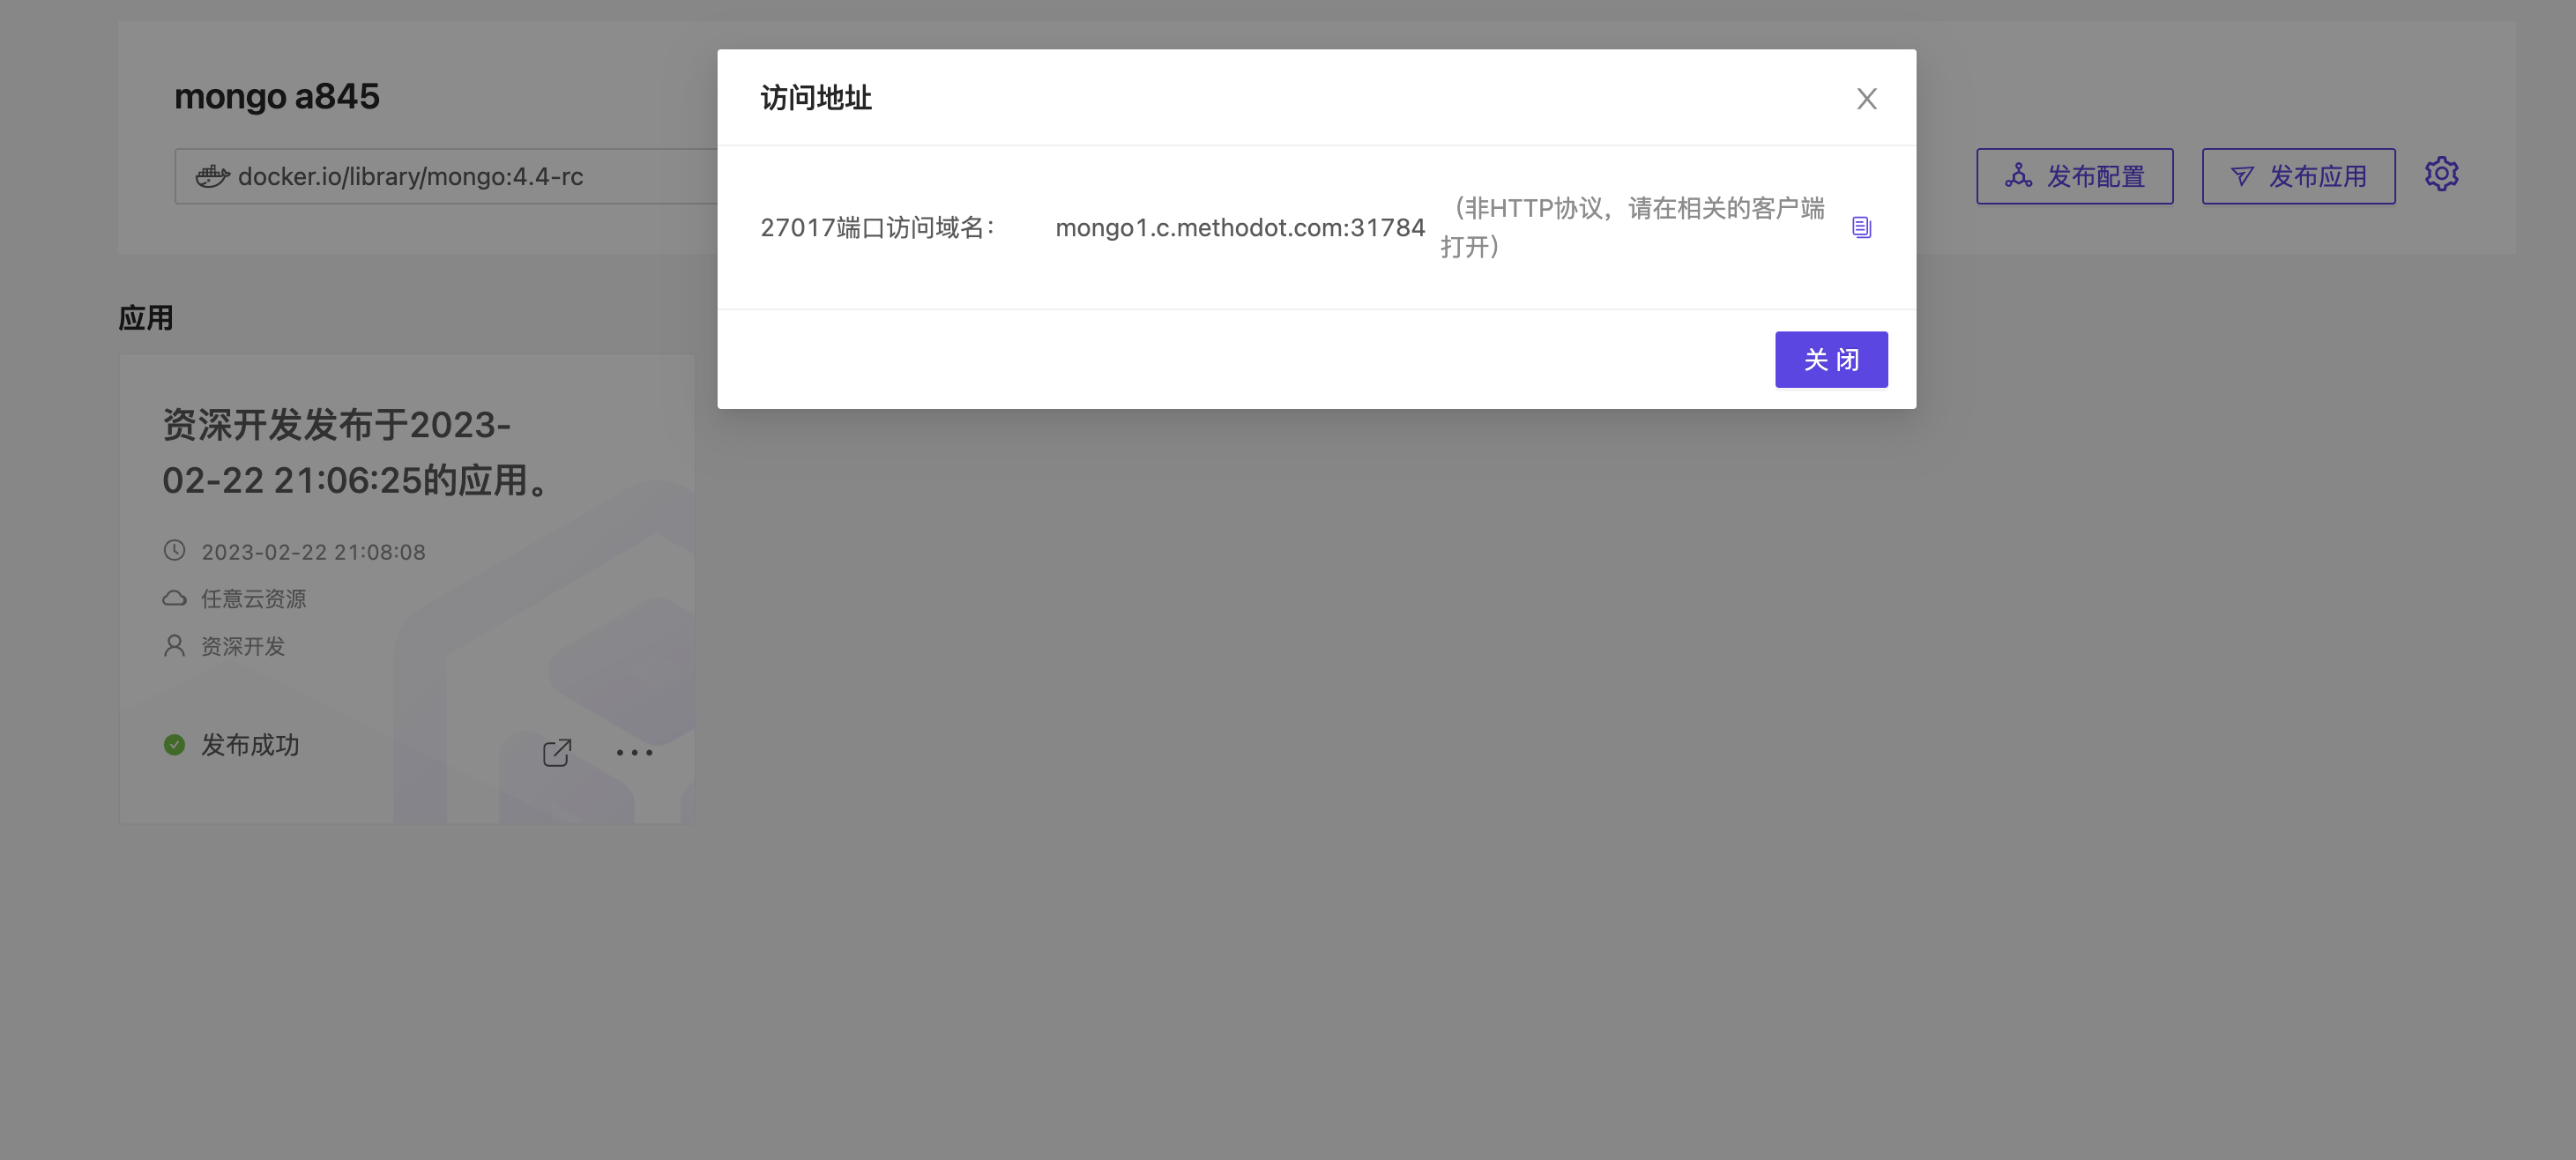 mongo a845
docker.io/library/mongo:4.4-rc
发布配置
发布应用
访问地址
27017端口访问域名：
mongo1.c.methodot.com:31784
（非HTTP协议，请在相关的客户端
打开）
关 闭
应用
资深开发发布于2023-
02-22 21:06:25的应用。
2023-02-22 21:08:08
任意云资源
资深开发
发布成功